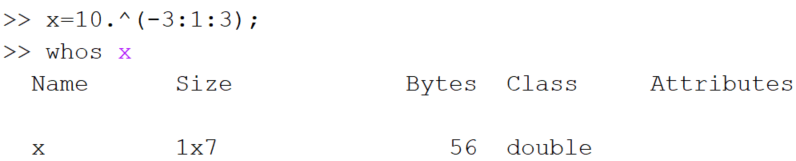 >> x=10.^(-3:1:3);
>> whos x
Name Size Bytes Class Attributes
x 1x7 56 double